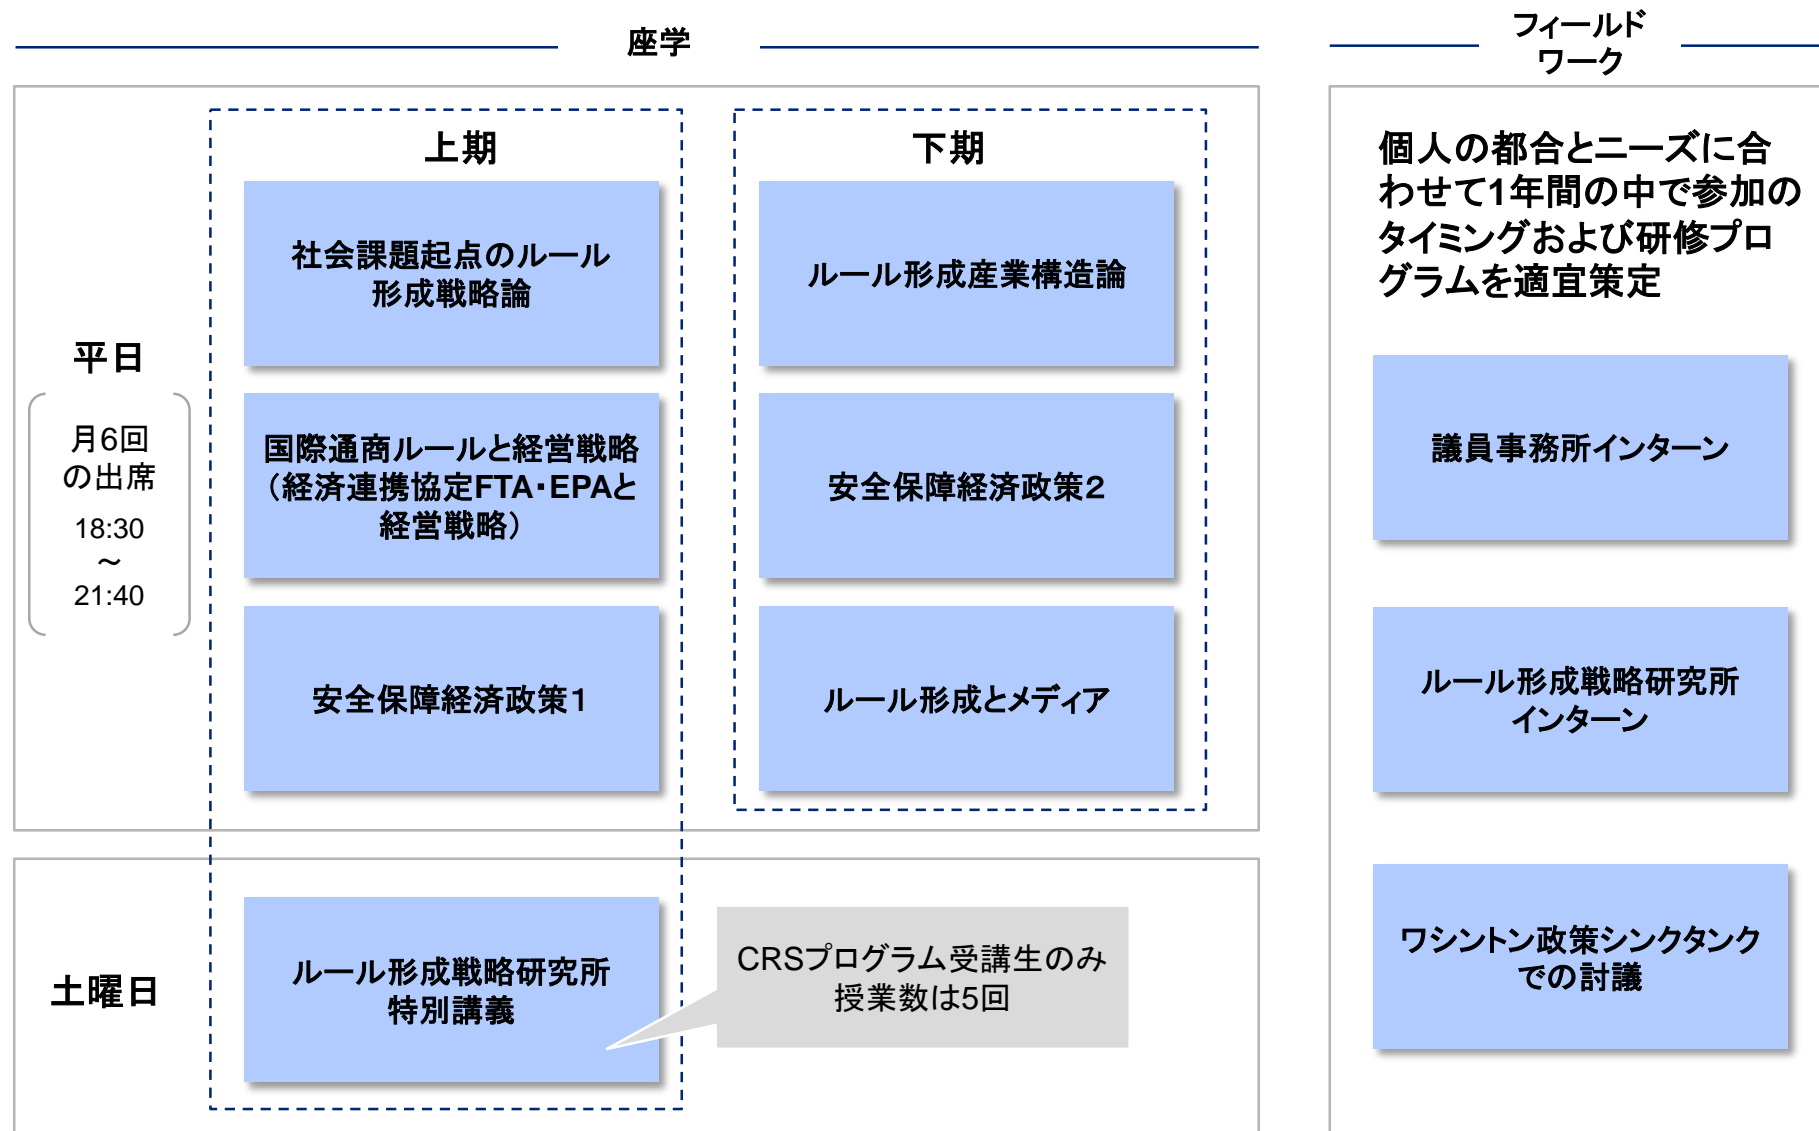 座学
上期
社会課題起点のルール
形成戦略論
国際通商ルールと経営戦略
（経済連携協定FTA・EPAと
経営戦略）
安全保障経済政策１
下期
ルール形成産業構造論
安全保障経済政策２
ルール形成とメディア
平日
月6回
の出席
18:30
～
21:40
土曜日
ルール形成戦略研究所
特別講義
CRSプログラム受講生のみ
授業数は5回
フィールド
ワーク
個人の都合とニーズに合
わせて1年間の中で参加の
タイミングおよび研修プロ
グラムを適宜策定
議員事務所インターン
ルール形成戦略研究所
インターン
ワシントン政策シンクタンク
での討議